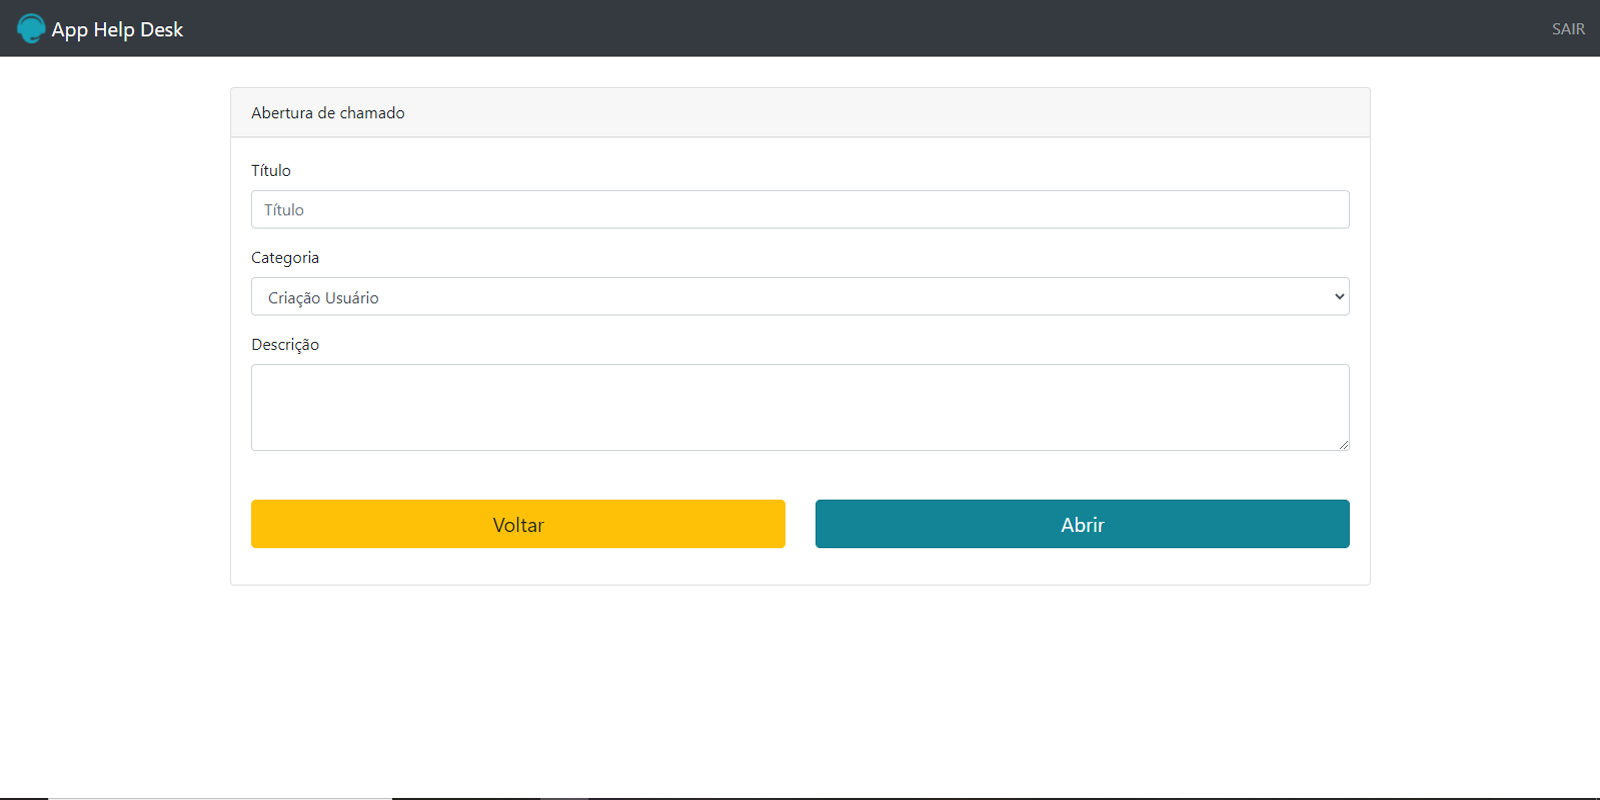 App Help Desk
SAIR
Abertura de chamado
Título
Título
Categoria
Criação Usuário
Descrição
Voltar
Abrir